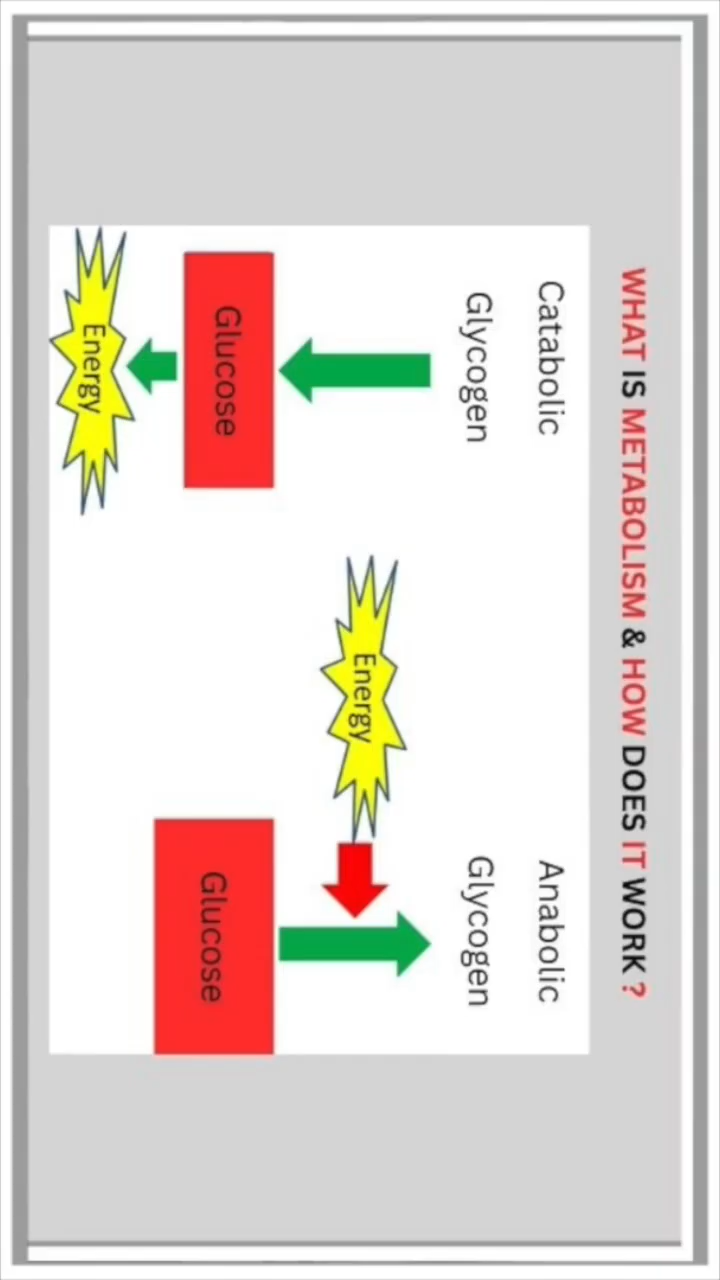 WHAT IS METABOLISM & HOW DOES IT WORK ?
Catabolic
Glycogen
Glucose
Energy
Anabolic
Glycogen
Energy
Glucose